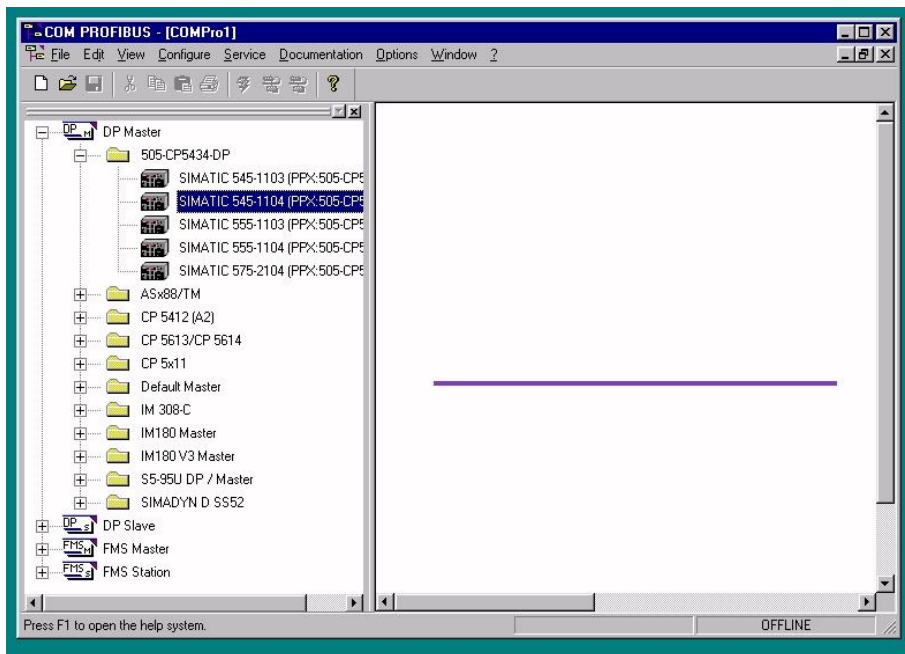 COM PROFIBUS - [COMPro1]
File Edit View Configure Service Documentation Options Window ?
DP M DP Master
505-CP5434-DP
SIMATIC 545-1103 (PPX:505-CP5
SIMATIC 545-1104 (PPX:505-CP5
SIMATIC 555-1103 (PPX:505-CP5
SIMATIC 555-1104 (PPX:505-CP5
SIMATIC 575-2104 (PPX:505-CP5
ASx88/TM
CP 5412 (A2)
CP 5613/CP 5614
CP 5x11
Default Master
IM 308-C
IM180 Master
IM180 V3 Master
S5-95U DP / Master
SIMADYN D SS52
DP s DP Slave
FMS M FMS Master
FMS s FMS Station
Press F1 to open the help system. OFFLINE